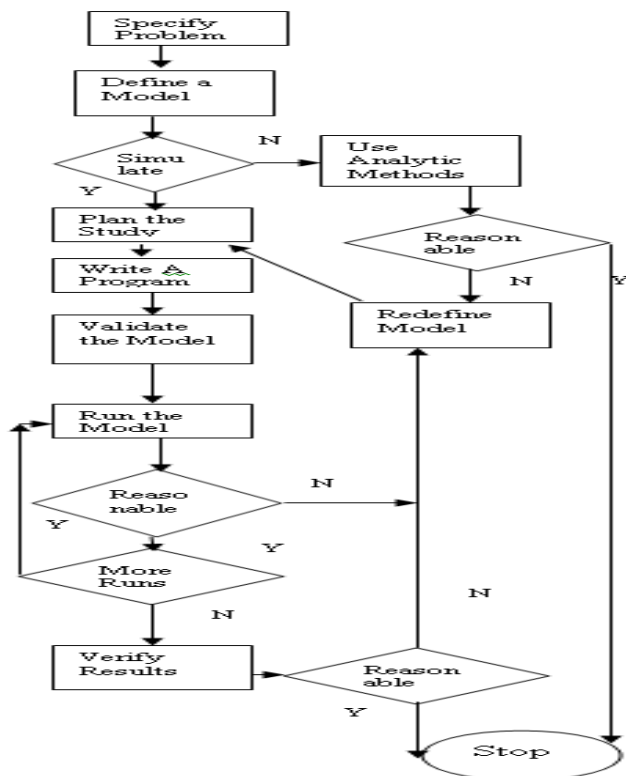 Specify
Problem
Define a
Model
N
Simu
late
Use
Analytic
Methods
Y
Plan the
Study
Reason
able
Write A
Program
N
Y
Redefine
Model
Validate
the Model
Run the
Model
Reaso
nable
N
Y
Y
More
Runs
N
N
Verify
Results
Reason
able
Y
Stop